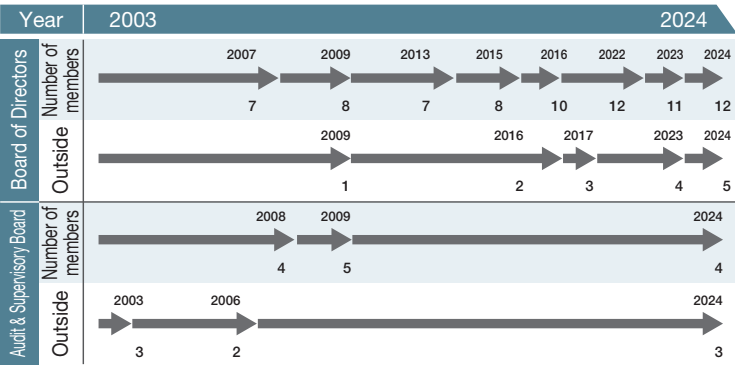 Year 2003 2024
Board of Directors
Number of
members
2007 2009 2013 2015 2016 2022 2023 2024
7 8 7 8 10 12 11 12
Outside
2009 2016 2017 2023 2024
1 2 3 4 5
Audit & Supervisory Board
Number of
members
2008 2009 2024
4 5 4
Outside
2003 2006 2024
3 2 3